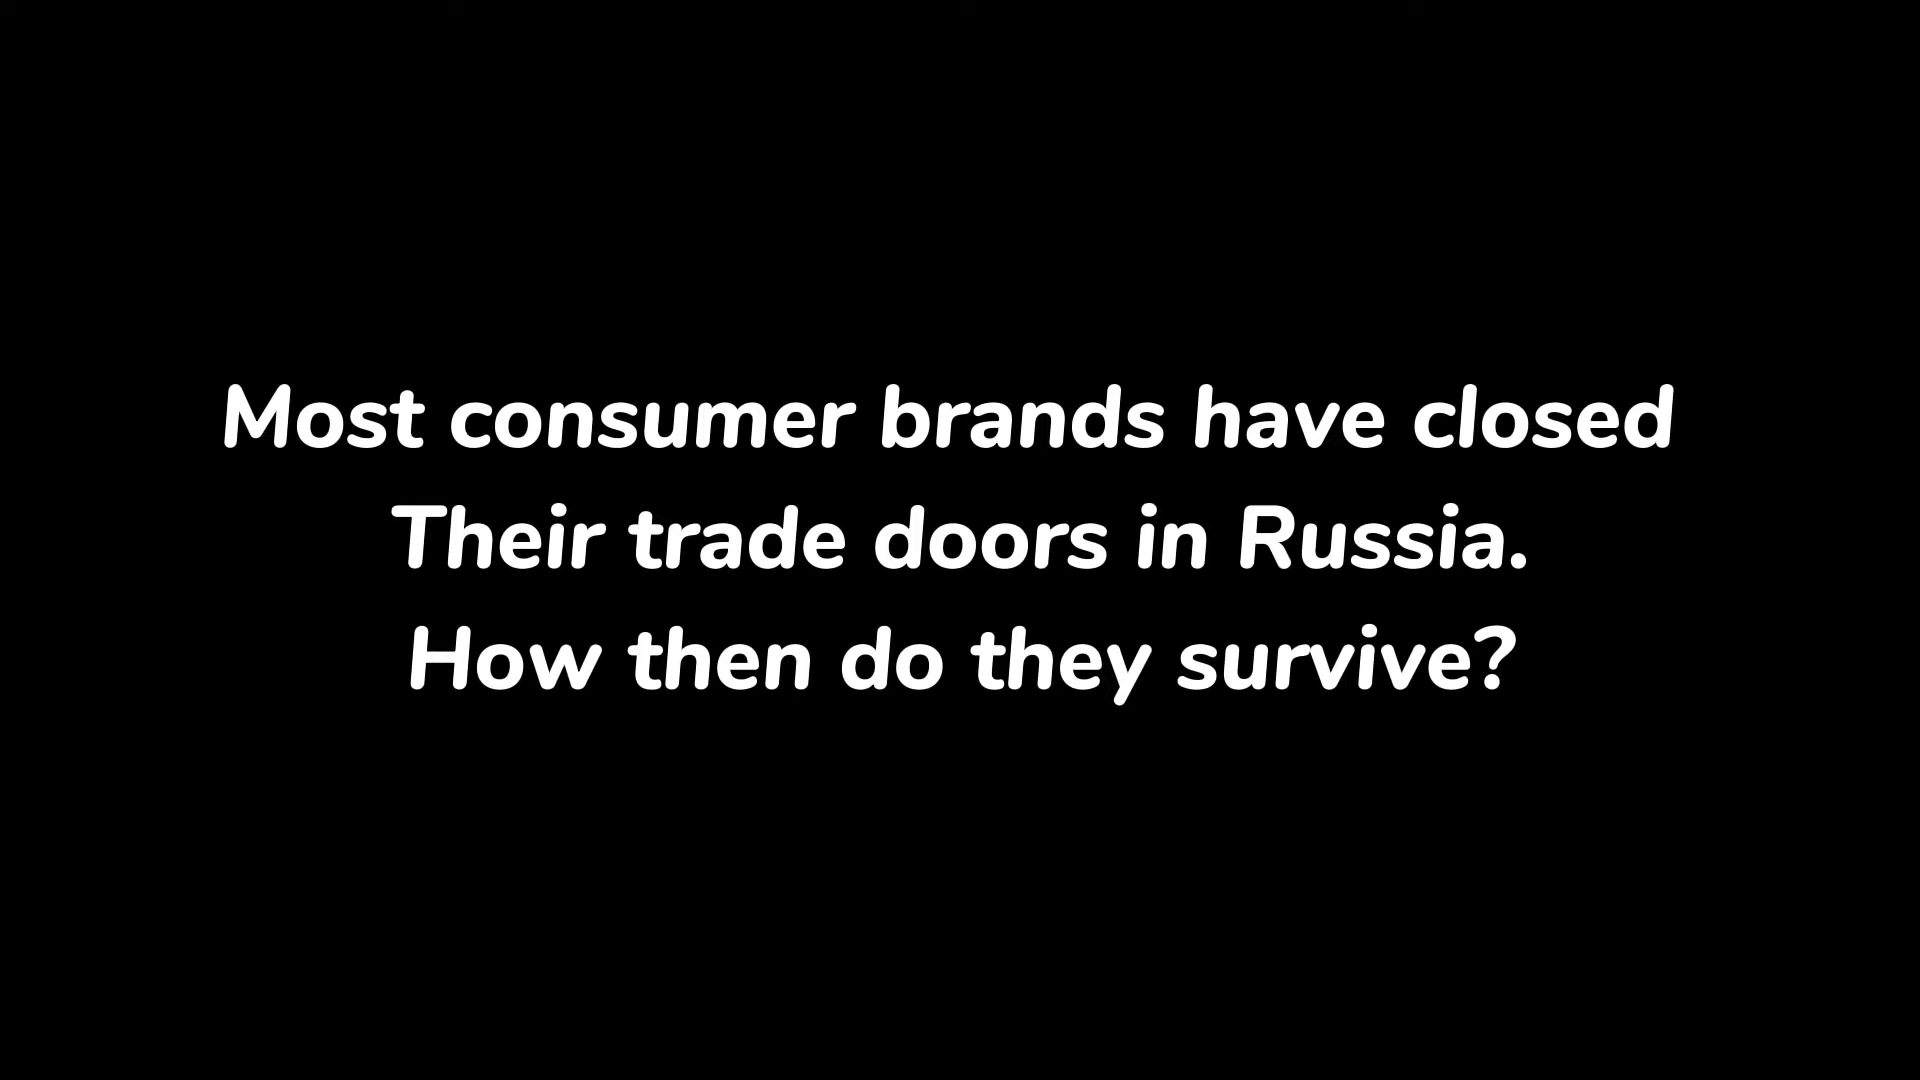 Most consumer brands have closed
Their trade doors in Russia.
How then do they survive?